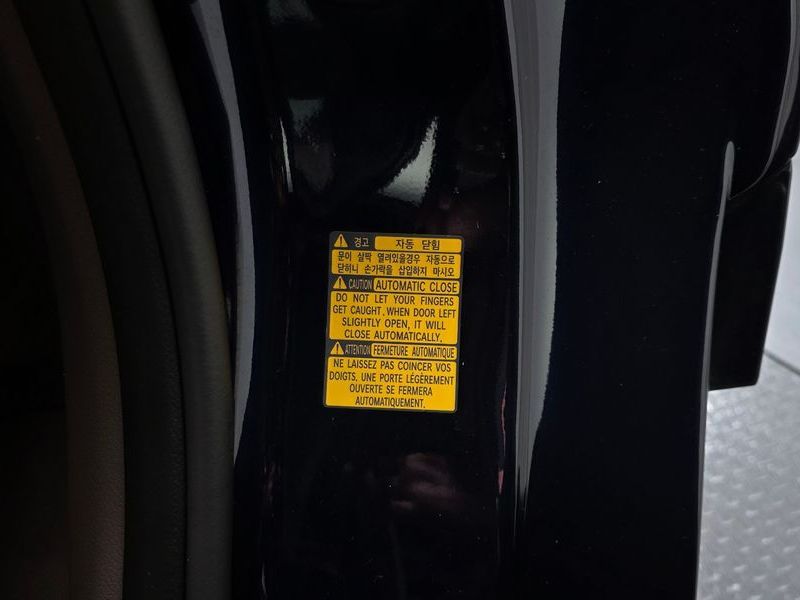 경고 자동 닫힘
문이 살짝 열려있을경우 자동으로
닫히니 손가락을 삽입하지 마시오
CAUTION AUTOMATIC CLOSE
DO NOT LET YOUR FINGERS
GET CAUGHT. WHEN DOOR LEFT
SLIGHTLY OPEN, IT WILL
CLOSE AUTOMATICALLY.
ATTENTION FERMETURE AUTOMATIQUE
NE LAISSEZ PAS COINCER VOS
DOIGTS. UNE PORTE LÉGÈREMENT
OUVERTE SE FERMERA
AUTOMATIQUEMENT.